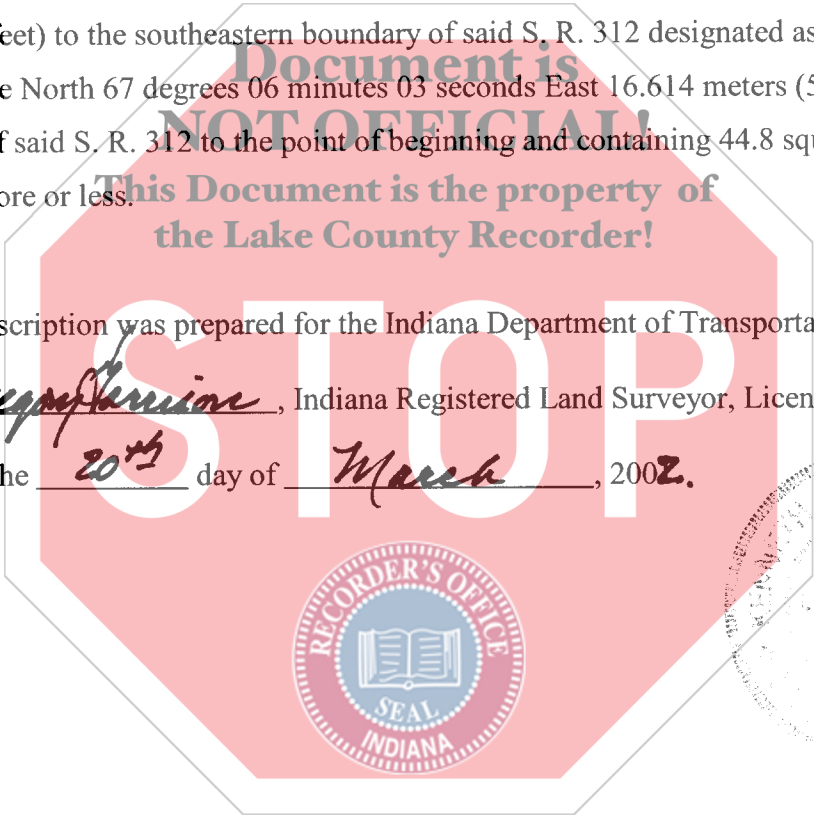 eet) to the southeastern boundary of said S. R. 312 designated as
Document is
e North 67 degrees 06 minutes 03 seconds East 16.614 meters (5
NOT OFFICIAL!
f said S. R. 312 to the point of beginning and containing 44.8 squ
ore or less.
This Document is the property of
the Lake County Recorder!
scription was prepared for the Indiana Department of Transporta
STOP
, Indiana Registered Land Surveyor, Licen
he 20th day of March, 2002.
RECORDER'S OFFICE
SEAL
INDIANA